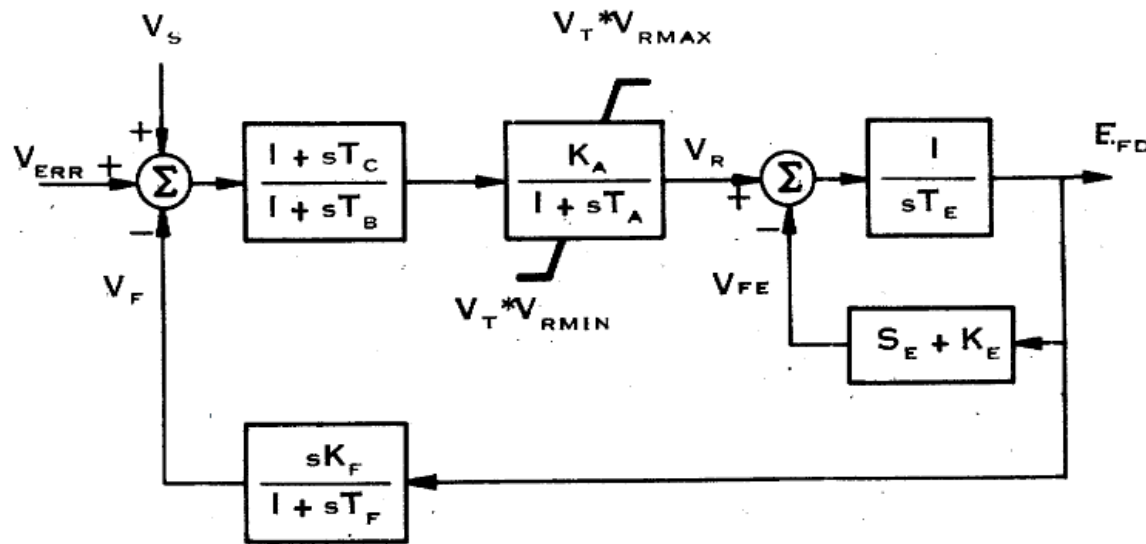 V_S
V_T*V_RMAX
V_ERR
+
+
−
Σ
1 + sT_C
1 + sT_B
K_A
1 + sT_A
V_R
+
−
Σ
1
sT_E
E_FD
V_F
V_T*V_RMIN
V_FE
S_E + K_E
sK_F
1 + sT_F